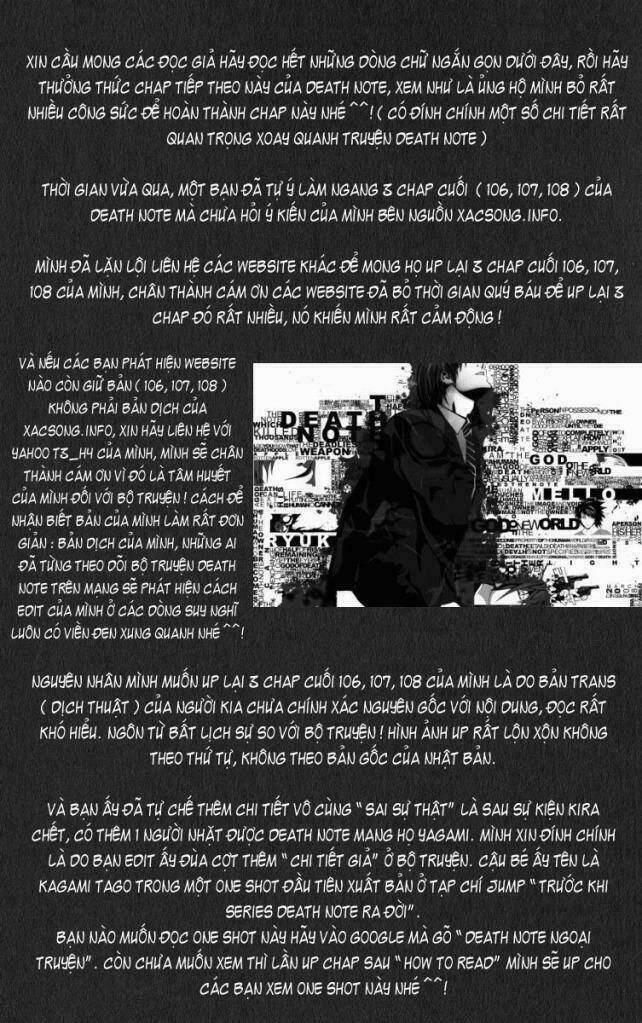 XIN CẦU MONG CÁC ĐỌC GIẢ HÃY ĐỌC HẾT NHỮNG DÒNG CHỮ NGẮN GỌN DƯỚI ĐÂY, RỒI HÃY
THƯỞNG THỨC CHAP TIẾP THEO NÀY CỦA DEATH NOTE, XEM NHƯ LÀ ỦNG HỘ MÌNH BỎ RẤT
NHIỀU CÔNG SỨC ĐỂ HOÀN THÀNH CHAP NÀY NHÉ ^^! ( CÓ ĐÍNH CHÍNH MỘT SỐ CHI TIẾT RẤT
QUAN TRỌNG XOAY QUANH TRUYỆN DEATH NOTE )
THỜI GIAN VỪA QUA, MỘT BẠN ĐÃ TỰ Ý LÀM NGANG 3 CHAP CUỐI ( 106, 107, 108 ) CỦA
DEATH NOTE MÀ CHƯA HỎI Ý KIẾN CỦA MÌNH BÊN NGUỒN XACSONG.INFO.
MÌNH ĐÃ LẶN LỘI LIÊN HỆ CÁC WEBSITE KHÁC ĐỂ MONG HỌ UP LẠI 3 CHAP CUỐI 106, 107,
108 CỦA MÌNH, CHÂN THÀNH CÁM ƠN CÁC WEBSITE ĐÃ BỎ THỜI GIAN QUÝ BÁU ĐỂ UP LẠI 3
CHAP ĐÓ RẤT NHIỀU, NÓ KHIẾN MÌNH RẤT CẢM ĐỘNG !
VÀ NẾU CÁC BẠN PHÁT HIỆN WEBSITE
NÀO CÒN GIỮ BẢN ( 106, 107, 108 )
KHÔNG PHẢI BẢN DỊCH CỦA
XACSONG.INFO, XIN HÃY LIÊN HỆ VỚI
YAHOO T3_H4 CỦA MÌNH, MÌNH SẼ CHÂN
THÀNH CÁM ƠN VÌ ĐÓ LÀ TÂM HUYẾT
CỦA MÌNH ĐỐI VỚI BỘ TRUYỆN ! CÁCH ĐỂ
NHÂN BIẾT BẢN CỦA MÌNH LÀM RẤT ĐƠN
GIẢN : BẢN DỊCH CỦA MÌNH, NHỮNG AI
ĐÃ TỪNG THEO DÕI BỘ TRUYỆN DEATH
NOTE TRÊN MẠNG SẼ PHÁT HIỆN CÁCH
EDIT CỦA MÌNH Ở CÁC DÒNG SUY NGHĨ
LUÔN CÓ VIỀN ĐEN XUNG QUANH NHÉ ^^!
DEATH
NOTE
WEAPON
GOD
MELLO
GOD OF NEW WORLD
RYUK
LIGHT
NGUYÊN NHÂN MÌNH MUỐN UP LẠI 3 CHAP CUỐI 106, 107, 108 CỦA MÌNH LÀ DO BẢN TRANS
( DỊCH THUẬT ) CỦA NGƯỜI KIA CHƯA CHÍNH XÁC NGUYÊN GỐC VỚI NỘI DUNG, ĐỌC RẤT
KHÓ HIỂU. NGÔN TỪ BẤT LỊCH SỰ SO VỚI BỘ TRUYỆN ! HÌNH ẢNH UP RẤT LỘN XỘN KHÔNG
THEO THỨ TỰ, KHÔNG THEO BẢN GỐC CỦA NHẬT BẢN.
VÀ BẠN ẤY ĐÃ TỰ CHẾ THÊM CHI TIẾT VÔ CÙNG " SAI SỰ THẬT" LÀ SAU SỰ KIỆN KIRA
CHẾT, CÓ THÊM 1 NGƯỜI NHẶT ĐƯỢC DEATH NOTE MANG HỌ YAGAMI. MÌNH XIN ĐÍNH CHÍNH
LÀ DO BẠN EDIT ẤY ĐÙA CỢT THÊM " CHI TIẾT GIẢ" Ở BỘ TRUYỆN. CẬU BÉ ẤY TÊN LÀ
KAGAMI TAGO TRONG MỘT ONE SHOT ĐẦU TIÊN XUẤT BẢN Ở TẠP CHÍ JUMP " TRƯỚC KHI
SERIES DEATH NOTE RA ĐỜI".
BẠN NÀO MUỐN ĐỌC ONE SHOT NÀY HÃY VÀO GOOGLE MÀ GÕ " DEATH NOTE NGOẠI
TRUYỆN". CÒN CHƯA MUỐN XEM THÌ LẦN UP CHAP SAU " HOW TO READ" MÌNH SẼ UP CHO
CÁC BẠN XEM ONE SHOT NÀY NHÉ ^^!